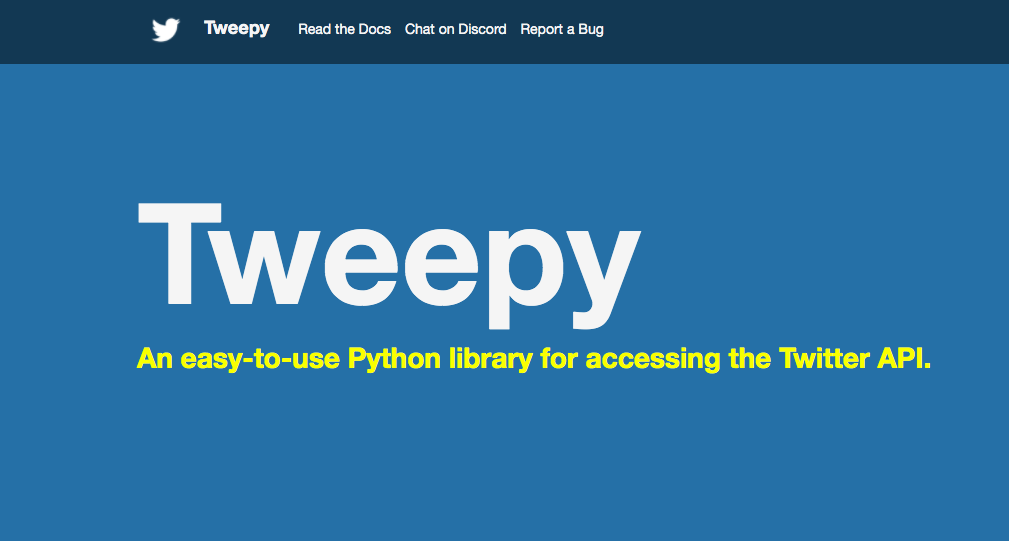 Tweepy Read the Docs Chat on Discord Report a Bug
Tweepy
An easy-to-use Python library for accessing the Twitter API.